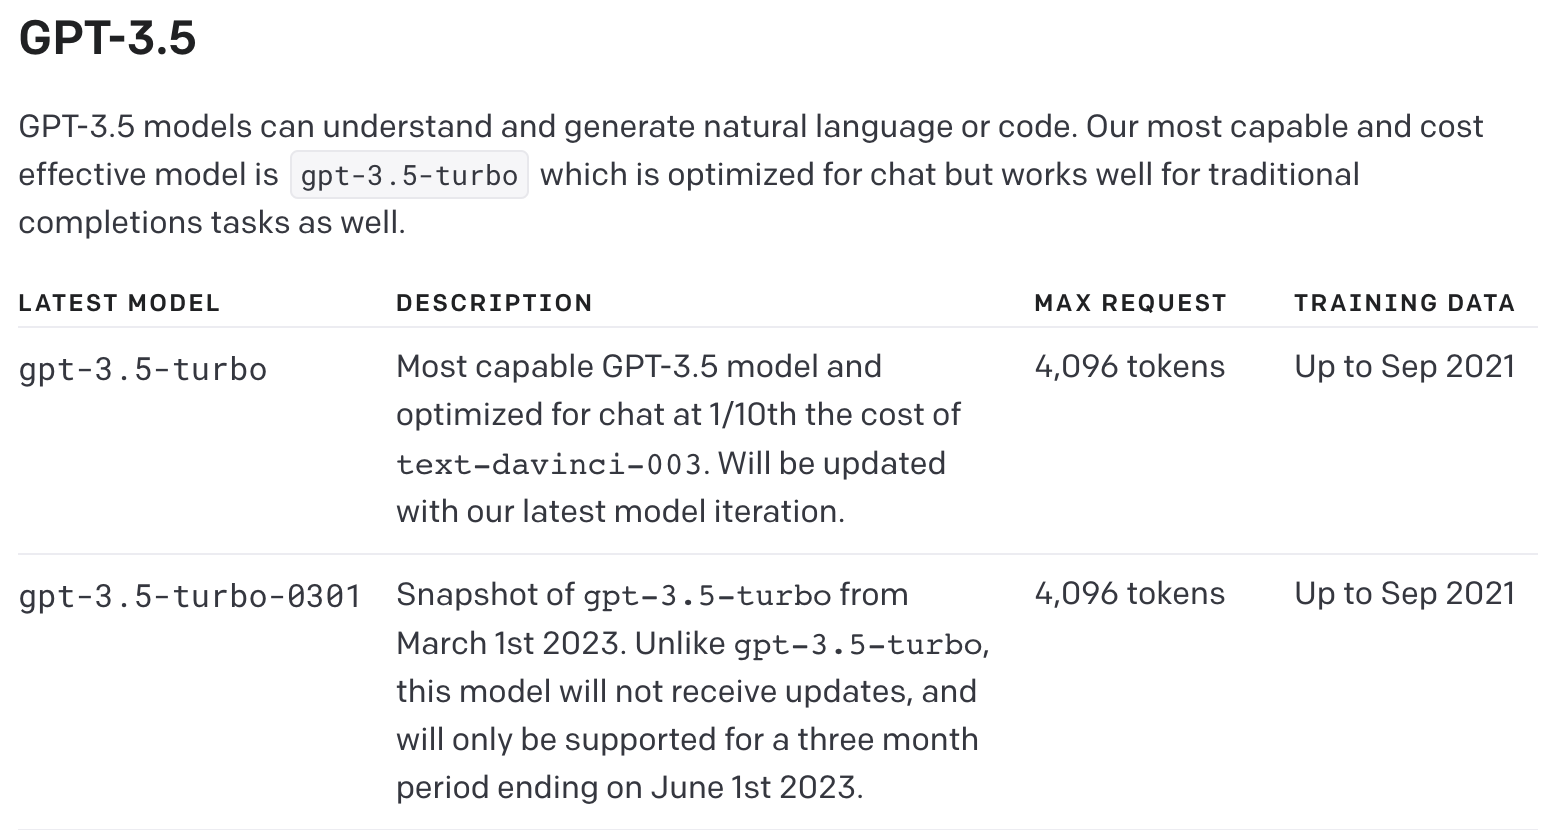 GPT-3.5
GPT-3.5 models can understand and generate natural language or code. Our most capable and cost
effective model is gpt-3.5-turbo which is optimized for chat but works well for traditional
completions tasks as well.
LATEST MODEL DESCRIPTION MAX REQUEST TRAINING DATA
gpt-3.5-turbo Most capable GPT-3.5 model and 4,096 tokens Up to Sep 2021
optimized for chat at 1/10th the cost of
text-davinci-003. Will be updated
with our latest model iteration.
gpt-3.5-turbo-0301 Snapshot of gpt-3.5-turbo from 4,096 tokens Up to Sep 2021
March 1st 2023. Unlike gpt-3.5-turbo,
this model will not receive updates, and
will only be supported for a three month
period ending on June 1st 2023.